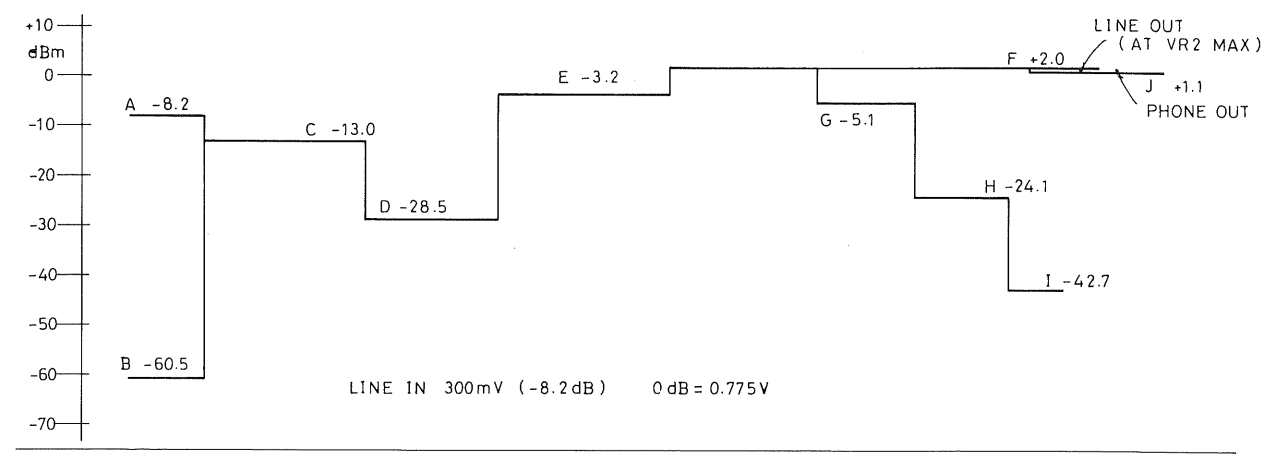 +10
dBm
0
-10
-20
-30
-40
-50
-60
-70
A -8.2
B -60.5
C -13.0
D -28.5
E -3.2
F +2.0
LINE OUT
(AT VR2 MAX)
J +1.1
PHONE OUT
G -5.1
H -24.1
I -42.7
LINE IN 300mV (-8.2dB) 0dB = 0.775V